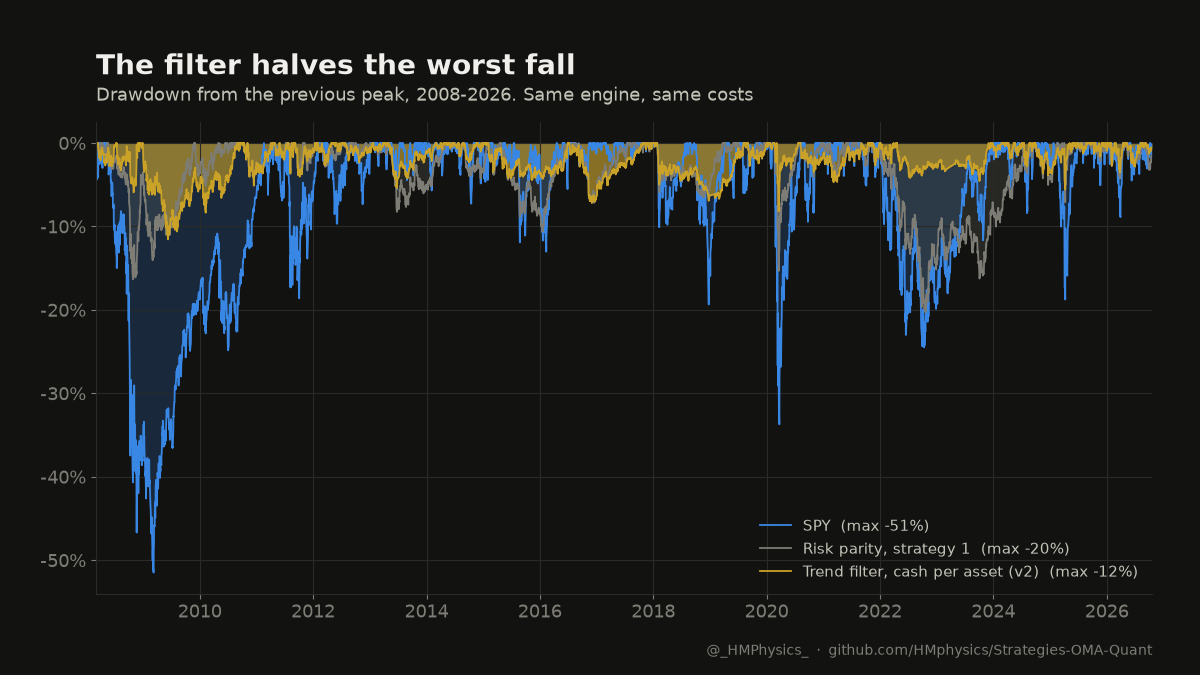 The filter halves the worst fall
Drawdown from the previous peak, 2008-2026. Same engine, same costs
0%
-10%
-20%
-30%
-40%
-50%
SPY  (max -51%)
Risk parity, strategy 1  (max -20%)
Trend filter, cash per asset (v2)  (max -12%)
2010 2012 2014 2016 2018 2020 2022 2024 2026
@_HMPhysics_ · github.com/HMphysics/Strategies-OMA-Quant